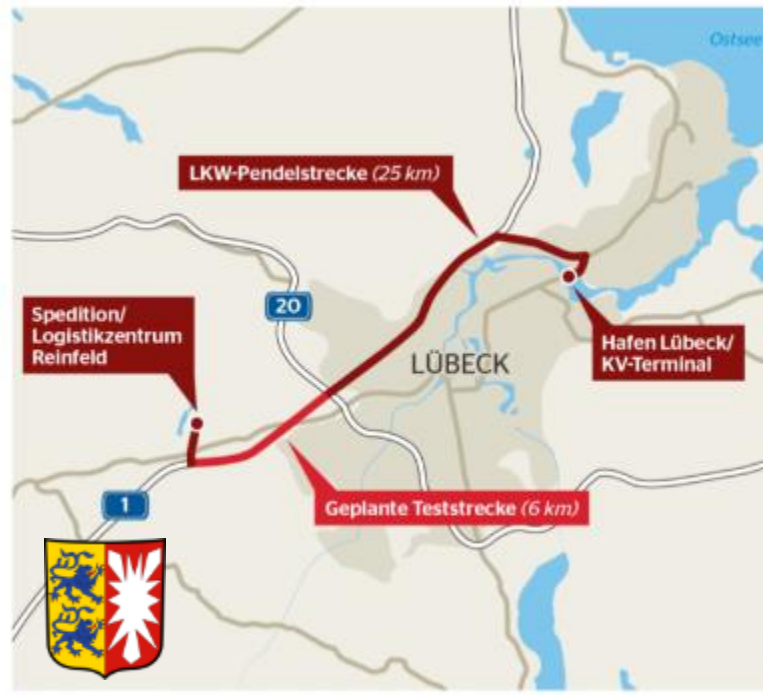 Ostsee
LKW-Pendelstrecke (25 km)
20
Spedition/
Logistikzentrum
Reinfeld
LÜBECK
Hafen Lübeck/
KV-Terminal
1
Geplante Teststrecke (6 km)